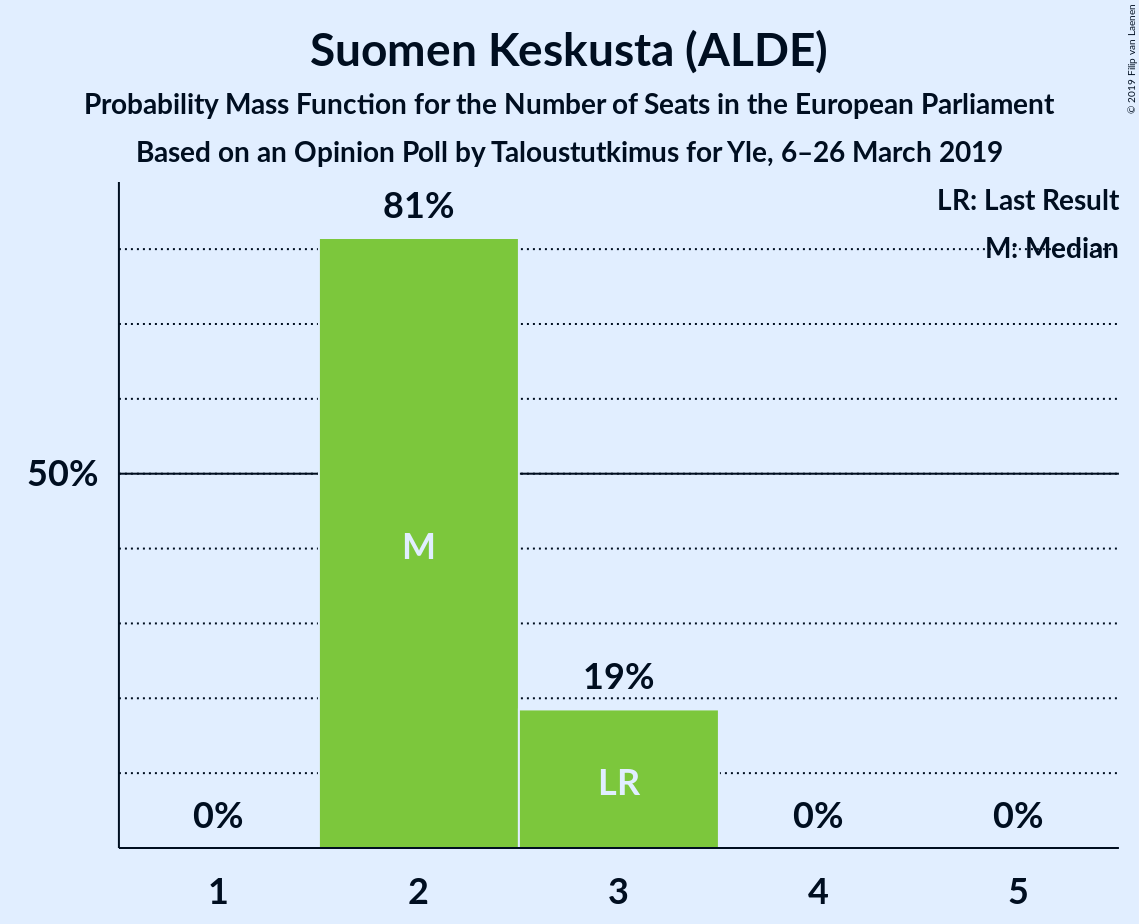 Suomen Keskusta (ALDE)
Probability Mass Function for the Number of Seats in the European Parliament
Based on an Opinion Poll by Taloustutkimus for Yle, 6–26 March 2019
© 2019 Filip van Laenen
LR: Last Result
M: Median
81%
50%
M
19%
LR
0%
0%
0%
1
2
3
4
5